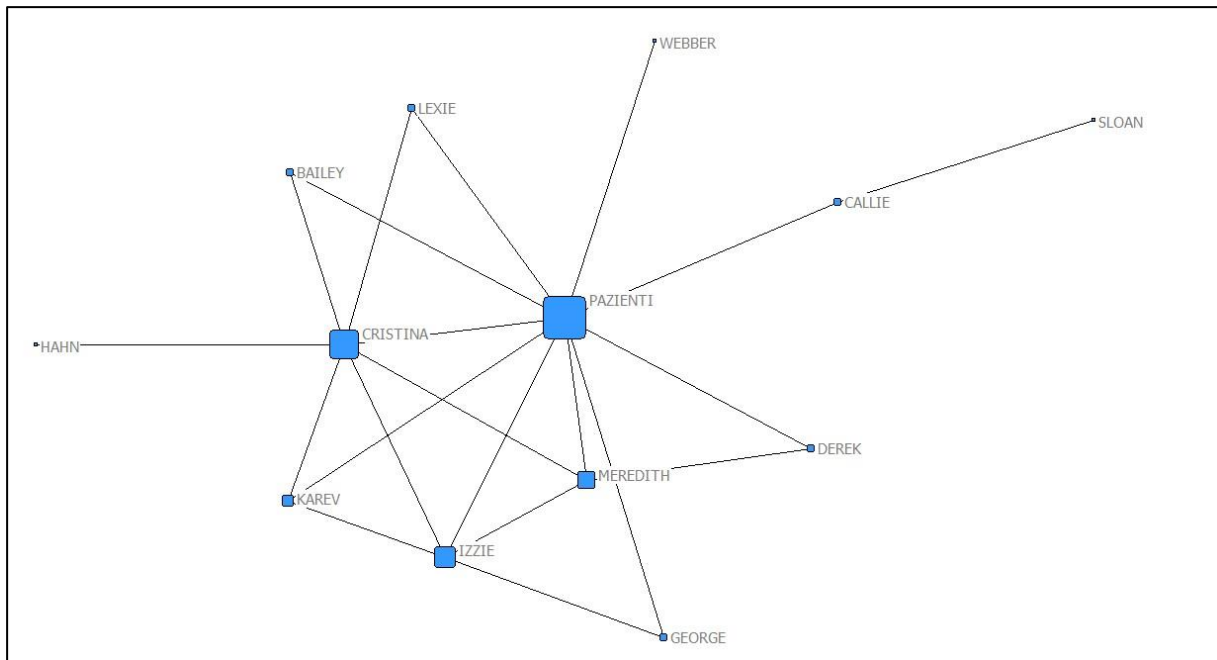 WEBBER
LEXIE
SLOAN
BAILEY
CALLIE
PAZIENTI
CRISTINA
HAHN
DEREK
MEREDITH
KAREV
IZZIE
GEORGE